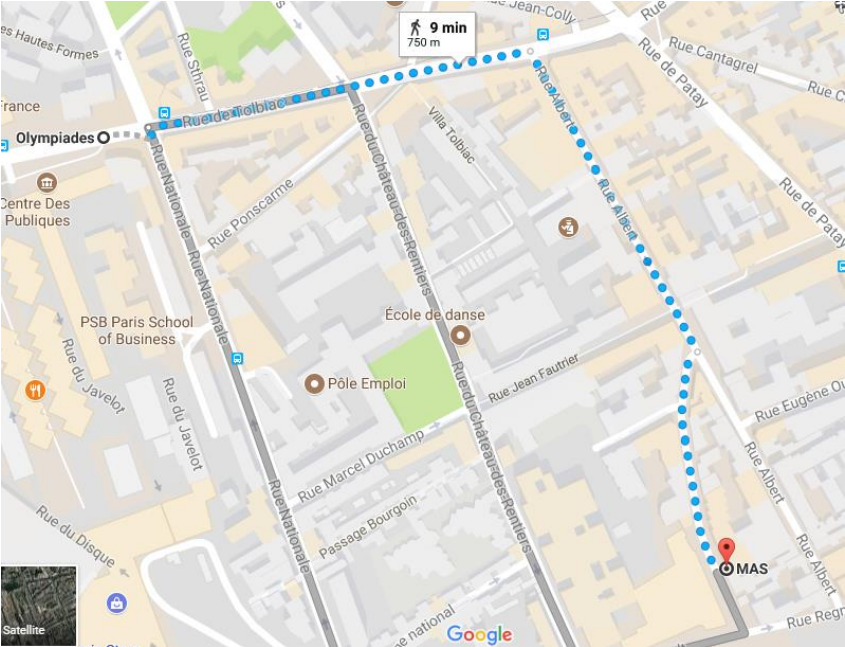 es Hautes Formes
Rue Sthrau
9 min
750 m
Rue Jean-Colly
Rue
Rue de Patay
Rue Cantagrel
Rue C
France
Rue de Tolbiac
Olympiades
Rue Albert
Villa Tolbiac
Rue Nationale
Rue du Château-des-Rentiers
Rue Ponscarme
Rue Albert
Rue de Patay
Centre Des
Publiques
Rue Nationale
École de danse
PSB Paris School
of Business
Rue du Javelot
Pôle Emploi
Rue Jean Fautrier
Rue du Javelot
Rue du Château-des-Rentiers
Rue Eugène Ou
Rue Marcel Duchamp
Rue Albert
Passage Bourgoin
Rue Nationale
Rue du Disque
MAS
Rue Albert
Satellite
e national
Google
Rue Regn